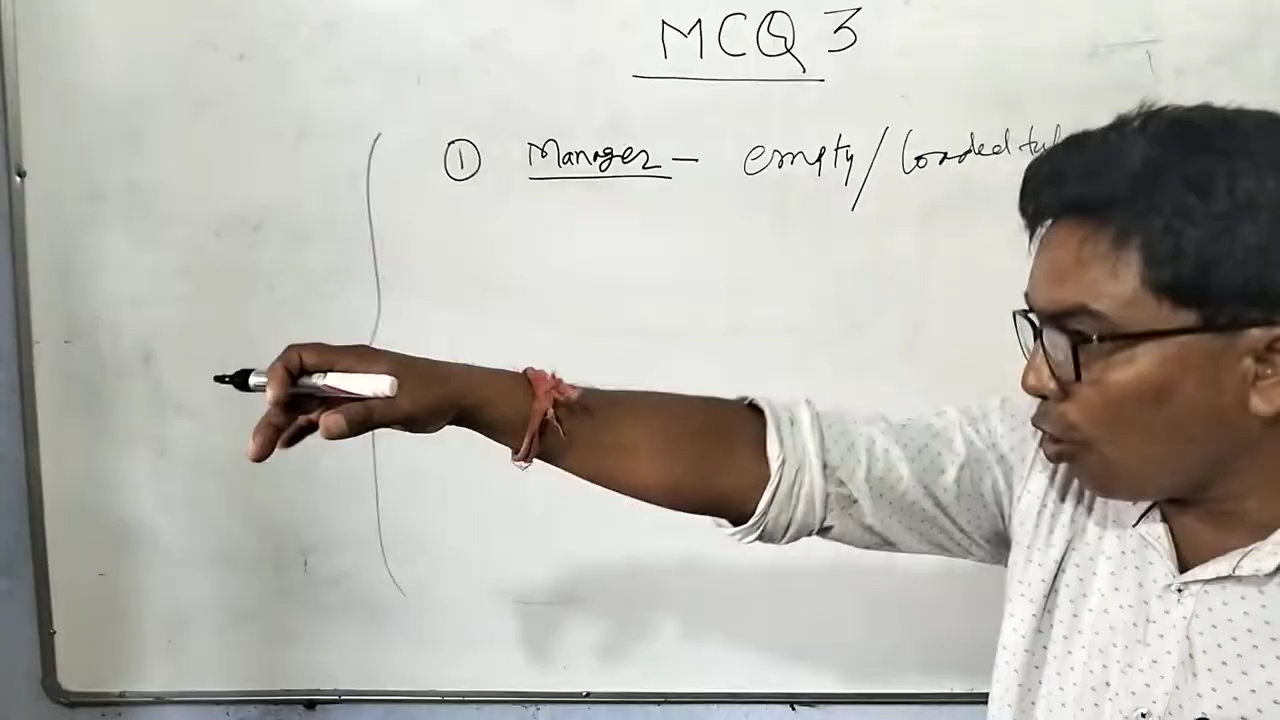 MCQ 3
① Manager - empty/loaded